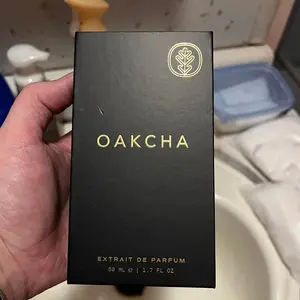 OAKCHA
EXTRAIT DE PARFUM
50 ML ℮ | 1.7 FL OZ